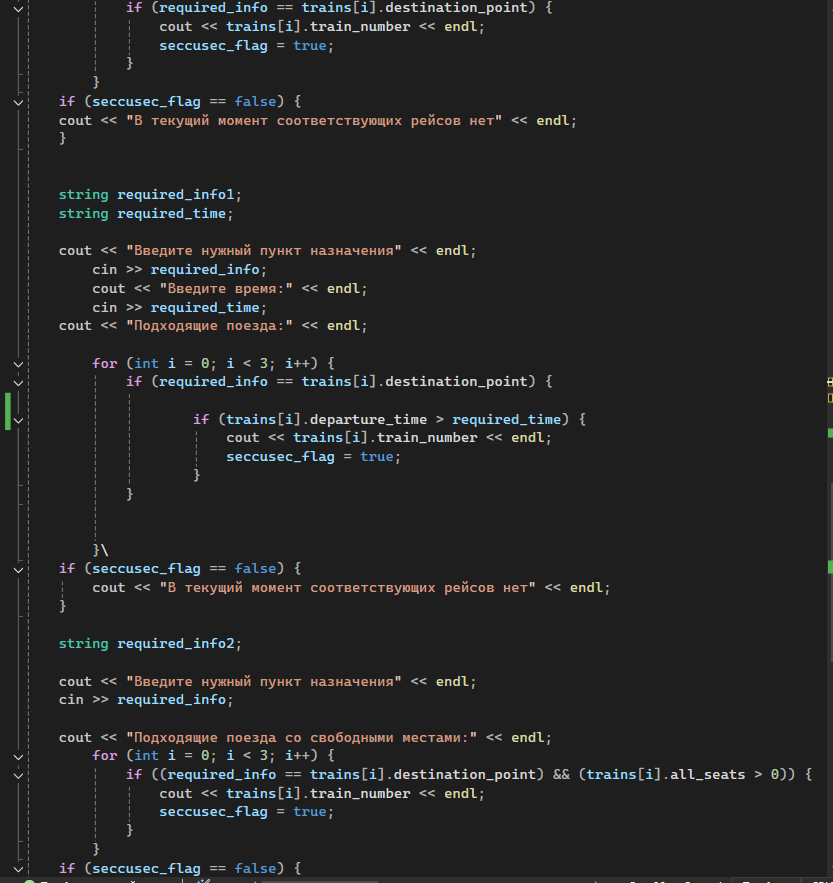 if (required_info == trains[i].destination_point) {
cout << trains[i].train_number << endl;
seccusec_flag = true;
}
}
if (seccusec_flag == false) {
cout << "В текущий момент соответствующих рейсов нет" << endl;
}
string required_info1;
string required_time;
cout << "Введите нужный пункт назначения" << endl;
cin >> required_info;
cout << "Введите время:" << endl;
cin >> required_time;
cout << "Подходящие поезда:" << endl;
for (int i = 0; i < 3; i++) {
if (required_info == trains[i].destination_point) {
if (trains[i].departure_time > required_time) {
cout << trains[i].train_number << endl;
seccusec_flag = true;
}
}
}\
if (seccusec_flag == false) {
cout << "В текущий момент соответствующих рейсов нет" << endl;
}
string required_info2;
cout << "Введите нужный пункт назначения" << endl;
cin >> required_info;
cout << "Подходящие поезда со свободными местами:" << endl;
for (int i = 0; i < 3; i++) {
if ((required_info == trains[i].destination_point) && (trains[i].all_seats > 0)) {
cout << trains[i].train_number << endl;
seccusec_flag = true;
}
}
if (seccusec_flag == false) {